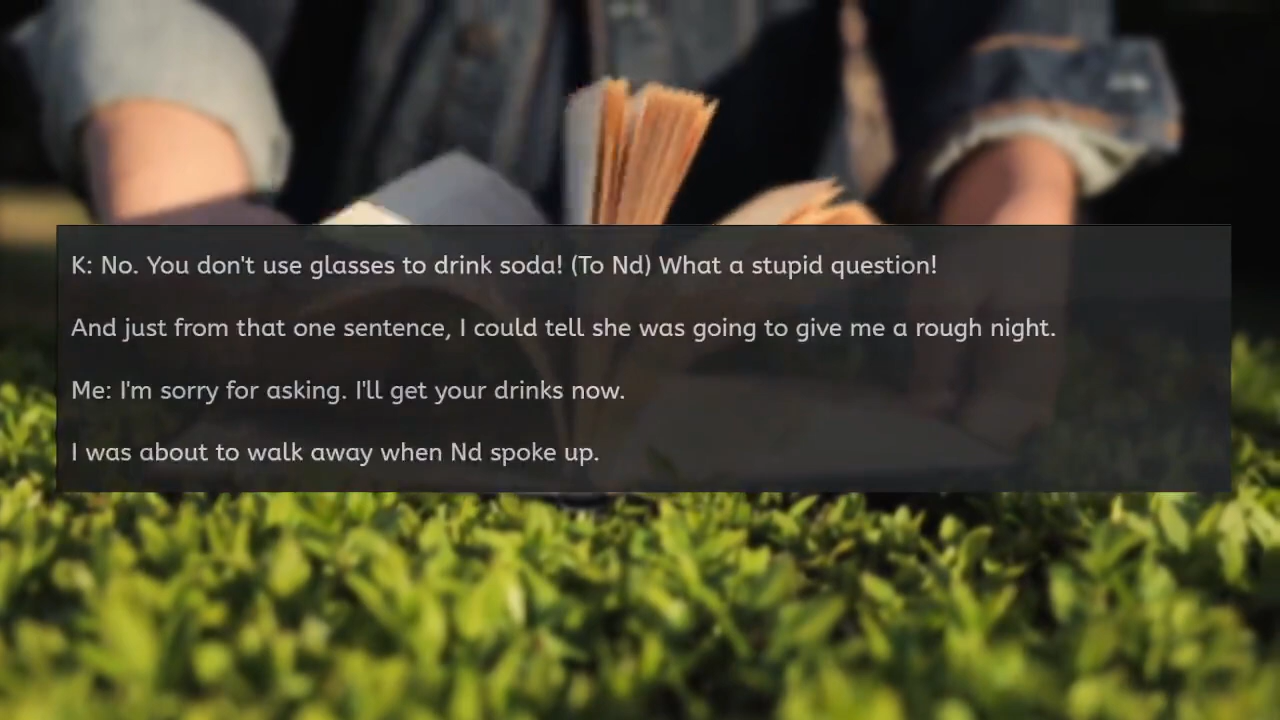 K: No. You don't use glasses to drink soda! (To Nd) What a stupid question!
And just from that one sentence, I could tell she was going to give me a rough night.
Me: I'm sorry for asking. I'll get your drinks now.
I was about to walk away when Nd spoke up.